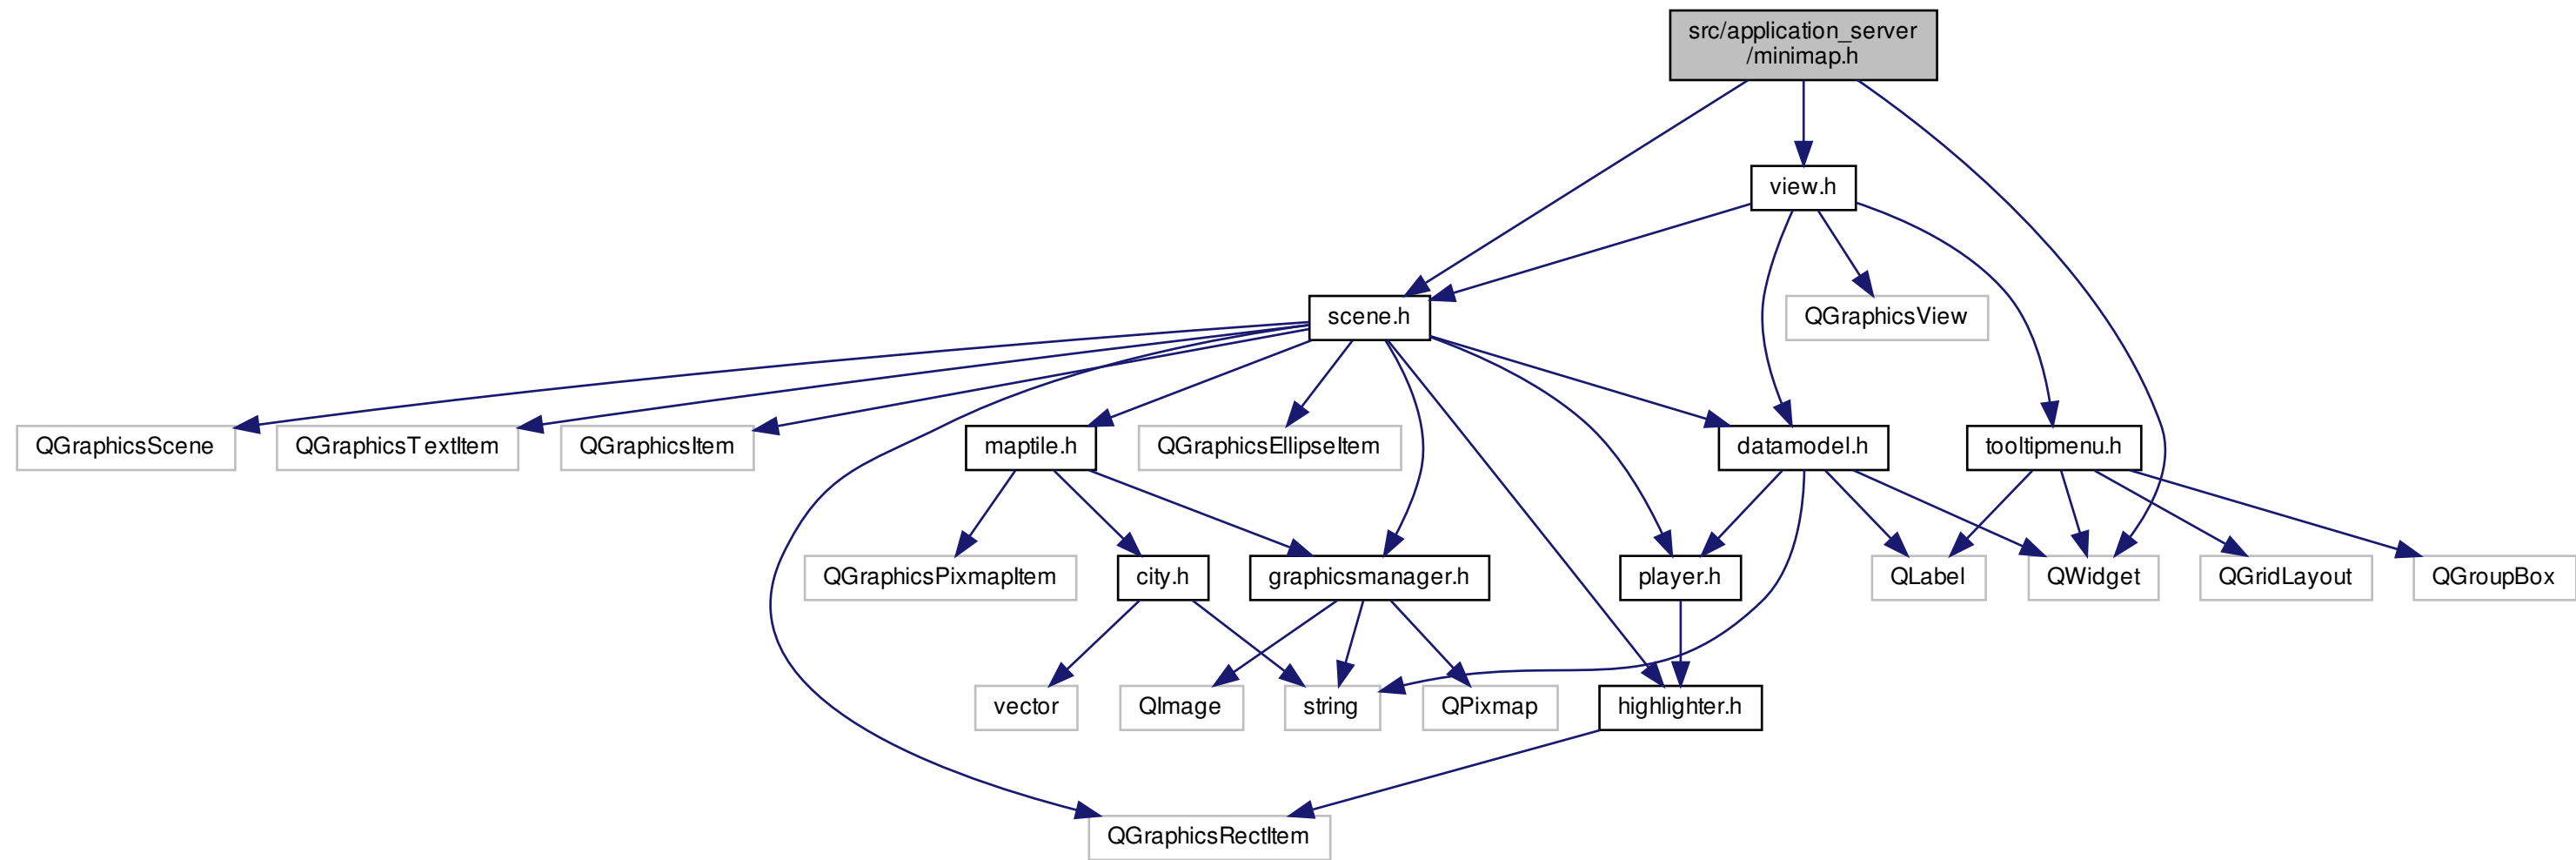 src/application_server
/minimap.h
view.h
scene.h
QGraphicsView
QGraphicsScene
QGraphicsTextItem
QGraphicsItem
maptile.h
QGraphicsEllipseItem
datamodel.h
tooltipmenu.h
QGraphicsPixmapItem
city.h
graphicsmanager.h
player.h
QLabel
QWidget
QGridLayout
QGroupBox
vector
QImage
string
QPixmap
highlighter.h
QGraphicsRectItem